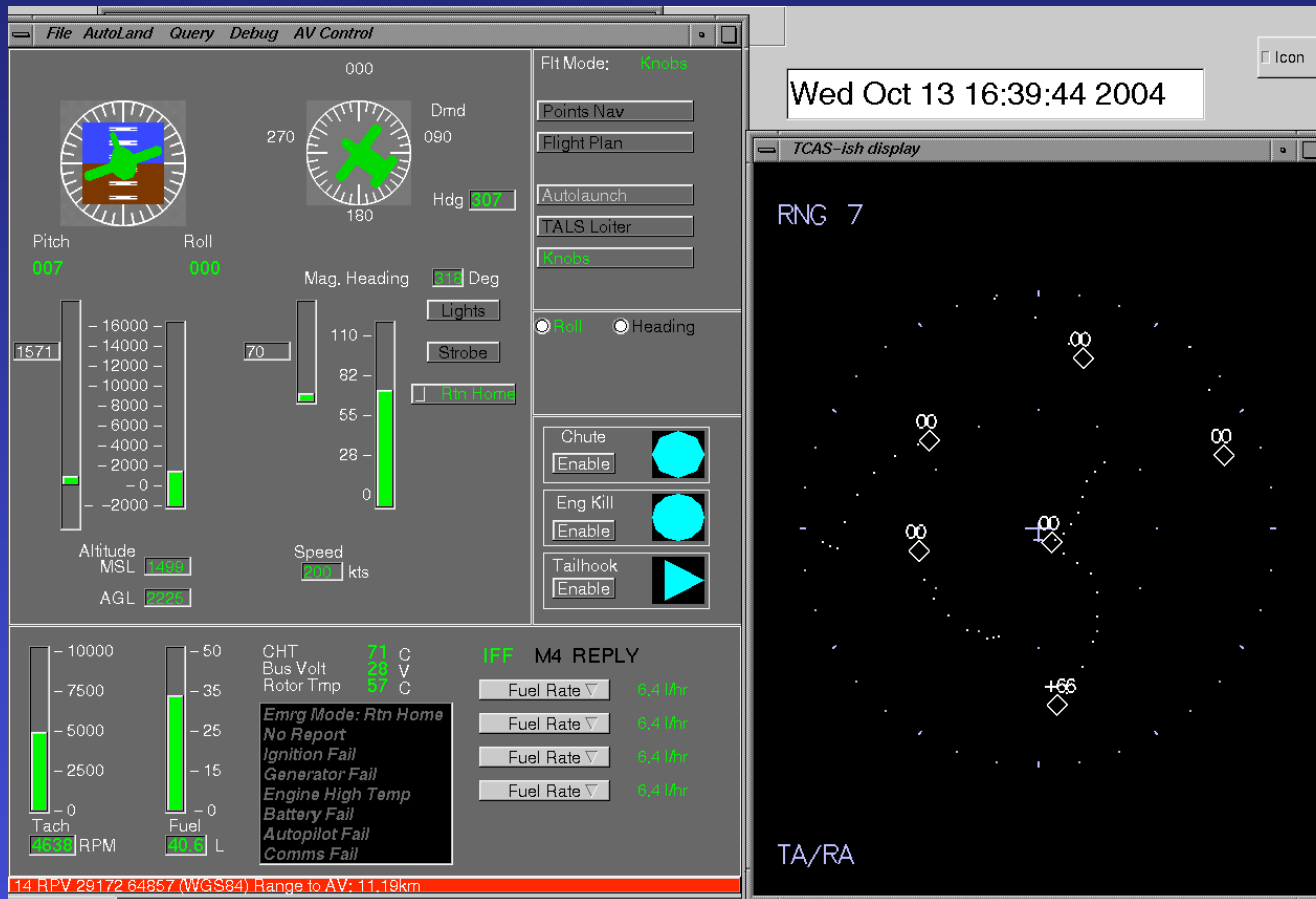 File AutoLand Query Debug AV Control
000
270
Dmd
090
180
Hdg 307
Pitch
007
Roll
000
Mag. Heading 318 Deg
1571
16000
14000
12000
10000
8000
6000
4000
2000
0
-2000
70
110
82
55
28
0
Lights
Strobe
Rtn Home
Altitude
MSL 1499
AGL 2225
Speed
200 kts
Flt Mode: Knobs
Points Nav
Flight Plan
Autolaunch
TALS Loiter
Knobs
Roll Heading
Chute
Enable
Eng Kill
Enable
Tailhook
Enable
10000
7500
5000
2500
0
Tach
4638 RPM
50
35
25
15
0
Fuel
40.6 L
CHT 71 C
Bus Volt 28 V
Rotor Tmp 57 C
Emrg Mode: Rtn Home
No Report
Ignition Fail
Generator Fail
Engine High Temp
Battery Fail
Autopilot Fail
Comms Fail
IFF M4 REPLY
Fuel Rate 6.4 l/hr
Fuel Rate 6.4 l/hr
Fuel Rate 6.4 l/hr
Fuel Rate 6.4 l/hr
14 RPV 29172 64857 (WGS84) Range to AV: 11.19km
Icon
Wed Oct 13 16:39:44 2004
TCAS-ish display
RNG 7
00
00
00
00
00
+66
TA/RA